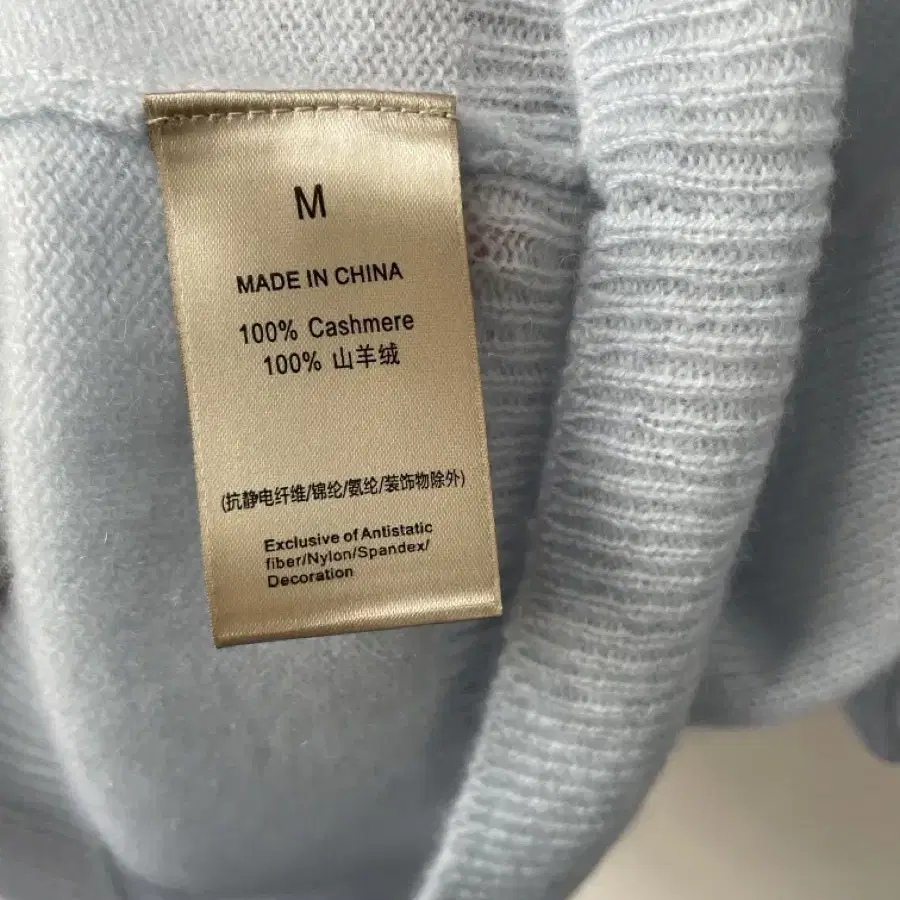 M
MADE IN CHINA
100% Cashmere
100% 山羊绒
(抗静电纤维/锦纶/氨纶/装饰物除外)
Exclusive of Antistatic
fiber/Nylon/Spandex/
Decoration